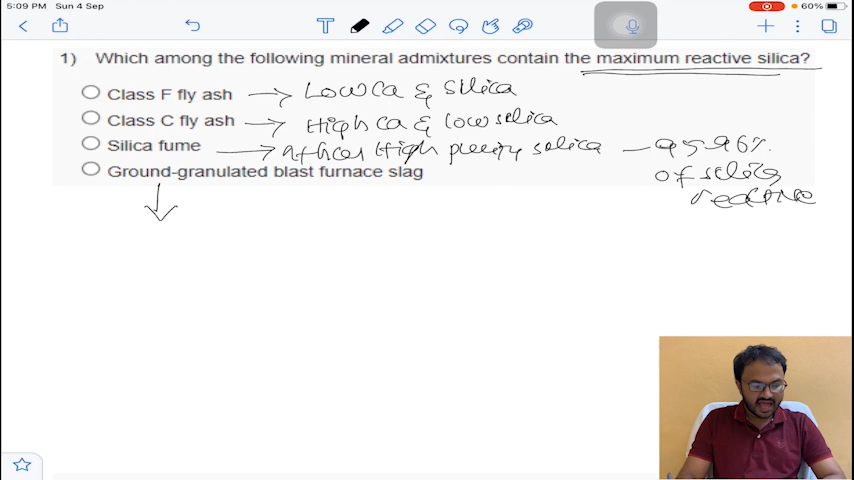 5:09 PM Sun 4 Sep
60%
1) Which among the following mineral admixtures contain the maximum reactive silica?
Class F fly ash → Low Ca & Silica
Class C fly ash → High Ca & low silica
Silica fume → High purity silica – 95-96%
of silica
reactive
Ground-granulated blast furnace slag